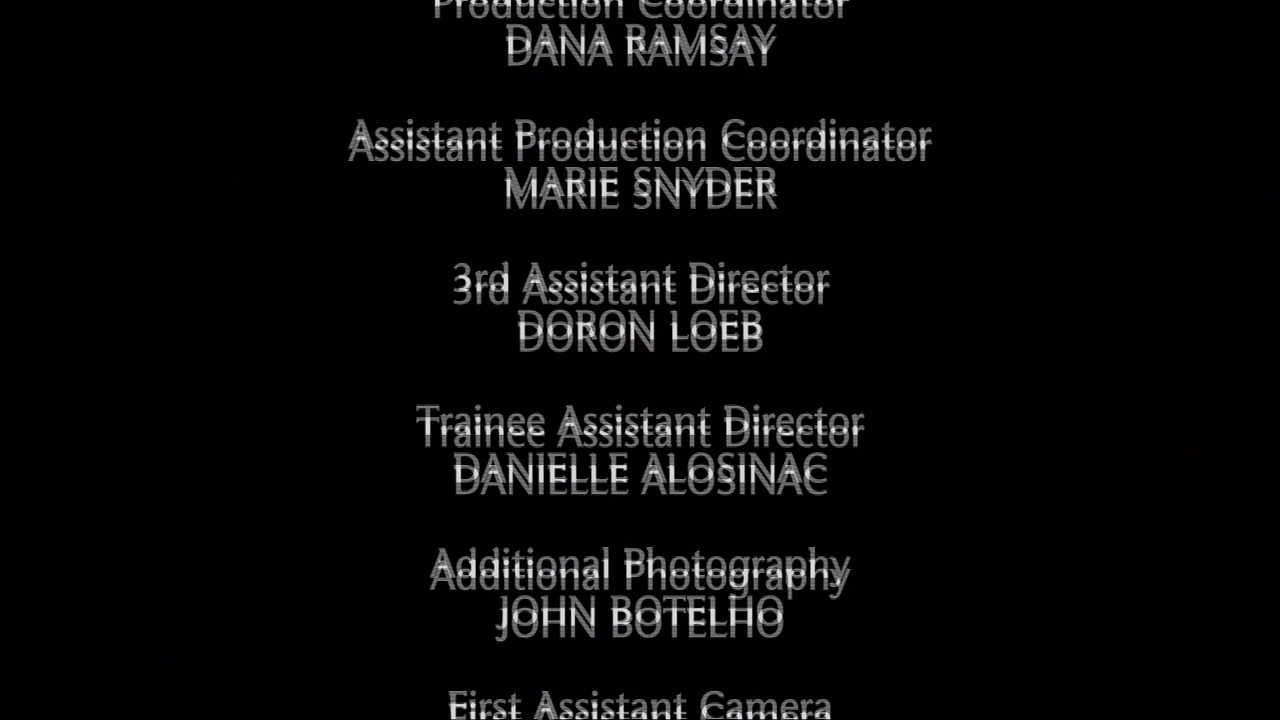 Production Coordinator
DANA RAMSAY
Assistant Production Coordinator
MARIE SNYDER
3rd Assistant Director
DORON LOEB
Trainee Assistant Director
DANIELLE ALOSINAC
Additional Photography
JOHN BOTELHO
First Assistant Camera